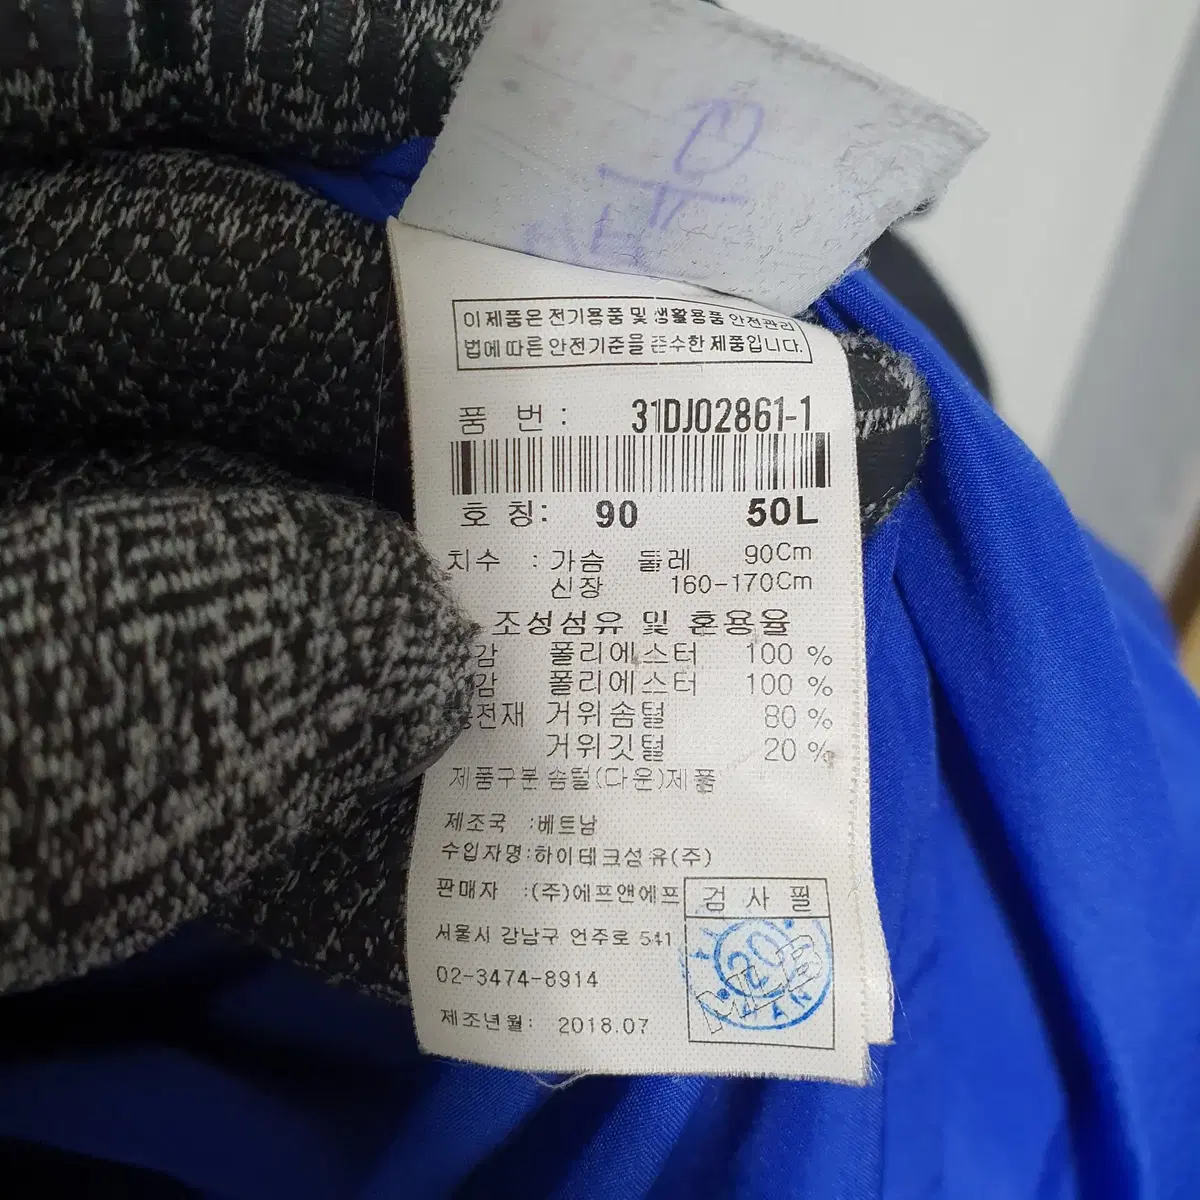 이 제품은 전기용품 및 생활용품 안전관리
법에 따른 안전기준을 준수한 제품입니다.
품 번 : 31DJ02861-1
호 칭: 90 50L
치수 : 가슴 둘레 90Cm
신장 160-170Cm
조성섬유 및 혼용율
감 폴리에스터 100 %
감 폴리에스터 100 %
충전재 거위솜털 80 %
거위깃털 20 %
제품구분 솜털(다운)제품
제조국 :베트남
수입자명:하이테크섬유(주)
판매자 :(주)에프앤에프
서울시 강남구 언주로 541
02-3474-8914
제조년월: 2018.07
검 사 필
20
MLB